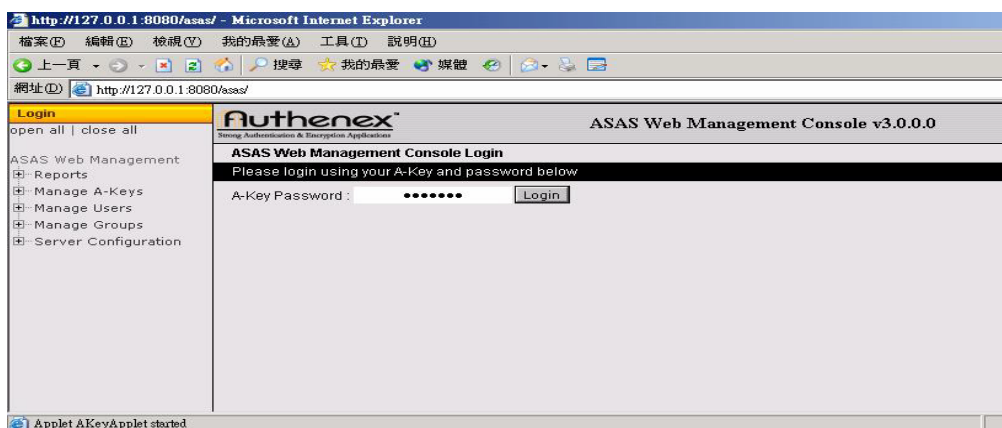 http://127.0.0.1:8080/asas/ - Microsoft Internet Explorer
檔案(F) 編輯(E) 檢視(V) 我的最愛(A) 工具(T) 說明(H)
上一頁 搜尋 我的最愛 媒體
網址(D) http://127.0.0.1:8080/asas/
Login
open all | close all
ASAS Web Management
Reports
Manage A-Keys
Manage Users
Manage Groups
Server Configuration
Authenex™
Strong Authentication & Encryption Applications
ASAS Web Management Console v3.0.0.0
ASAS Web Management Console Login
Please login using your A-Key and password below
A-Key Password : ••••••• Login
Applet AKeyApplet started